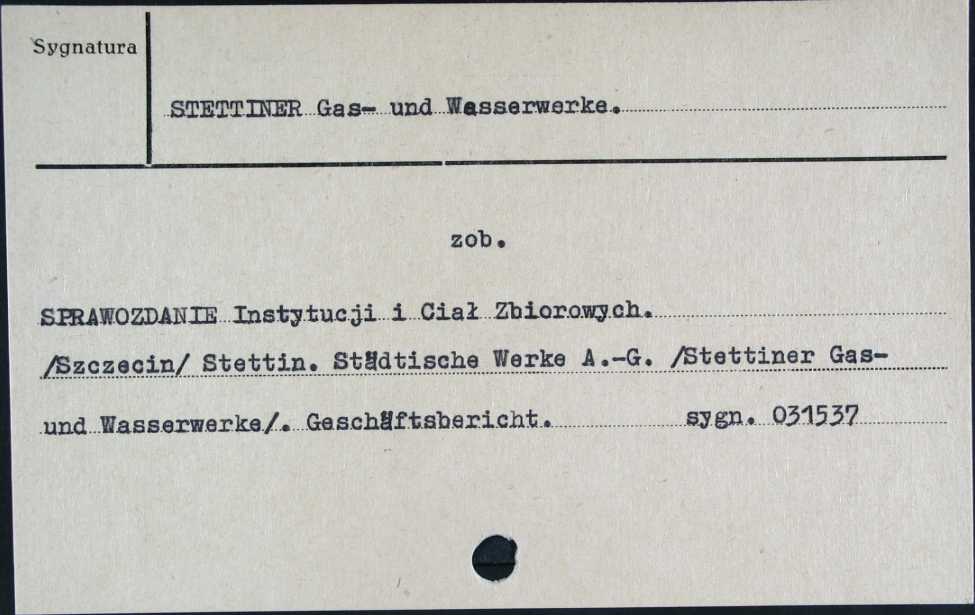 Sygnatura
STETTINER Gas- und Wasserwerke.
zob.
SPRAWOZDANIE Instytucji i Ciał Zbiorowych.
/Szczecin/ Stettin. Städtische Werke A.-G. /Stettiner Gas-
und Wasserwerke/. Geschäftsbericht. sygn. 031537